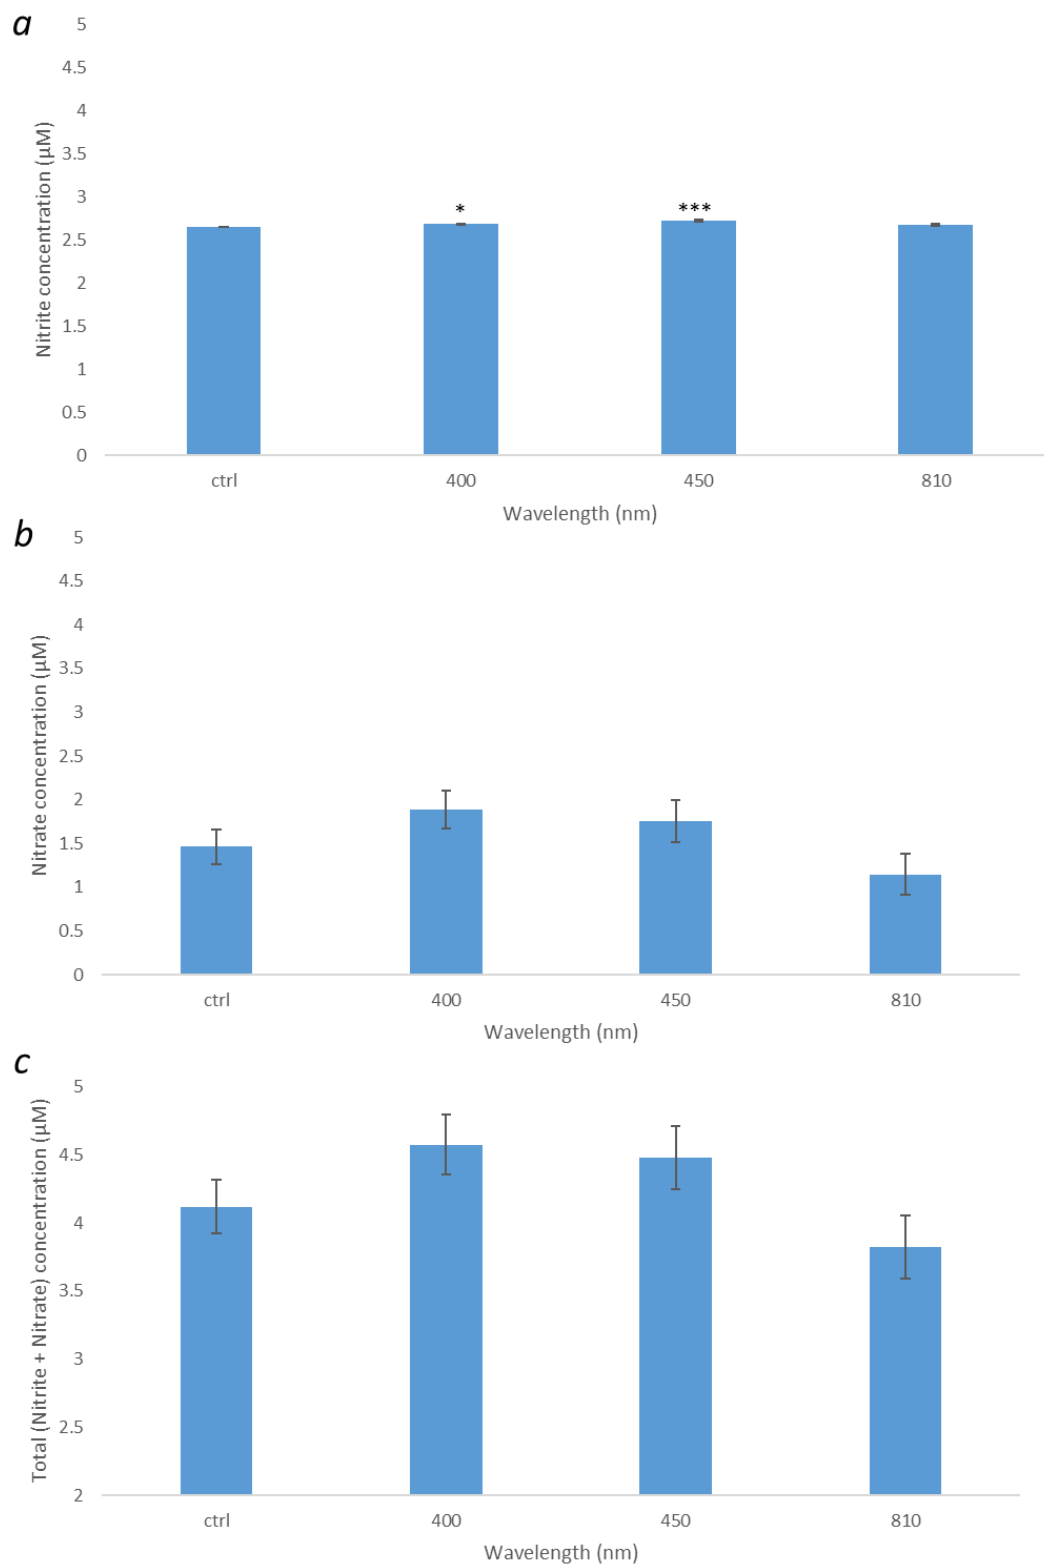 a
Nitrite concentration (µM)
5
4.5
4
3.5
3
2.5
2
1.5
1
0.5
0
*
***
ctrl 400 450 810
Wavelength (nm)
b
Nitrate concentration (µM)
5
4.5
4
3.5
3
2.5
2
1.5
1
0.5
0
ctrl 400 450 810
Wavelength (nm)
c
Total (Nitrite + Nitrate) concentration (µM)
5
4.5
4
3.5
3
2.5
2
ctrl 400 450 810
Wavelength (nm)